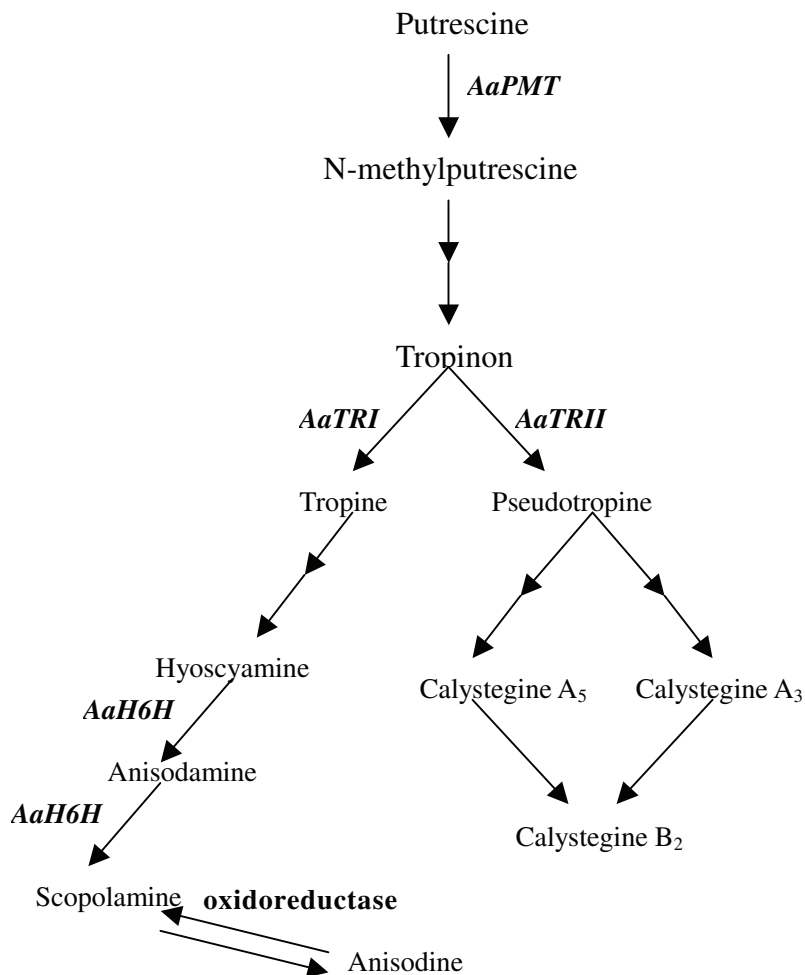 Putrescine
AaPMT
N-methylputrescine
Tropinon
AaTRI AaTRII
Tropine Pseudotropine
Hyoscyamine
Calystegine A₅ Calystegine A₃
AaH6H
Anisodamine
AaH6H
Calystegine B₂
Scopolamine oxidoreductase
Anisodine